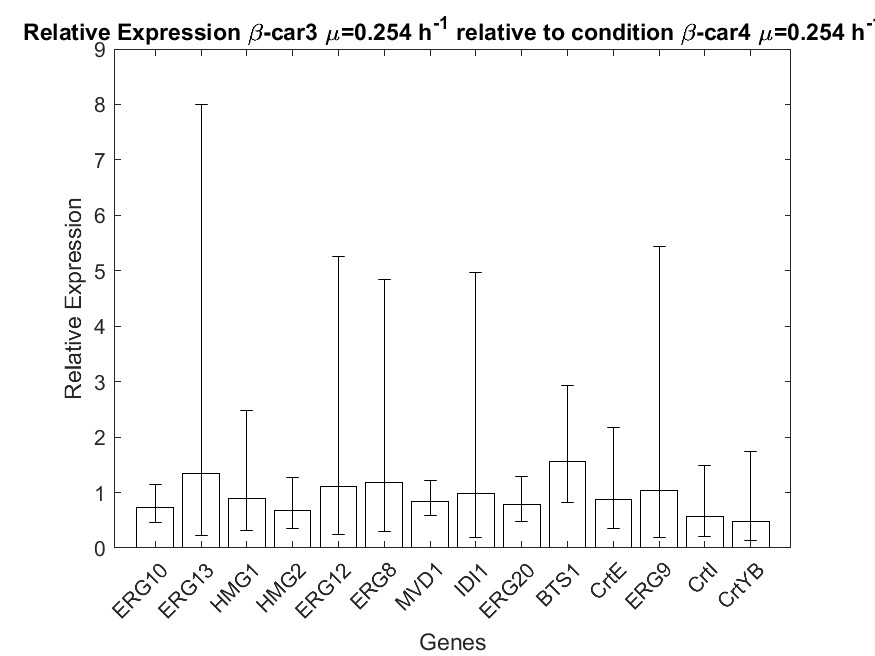 Relative Expression β-car3 μ=0.254 h-1 relative to condition β-car4 μ=0.254 h-1
9
8
7
6
5
4
3
2
1
0
Relative Expression
ERG10 ERG13 HMG1 HMG2 ERG12 ERG8 MVD1 IDI1 ERG20 BTS1 CrtE ERG9 CrtI CrtYB
Genes